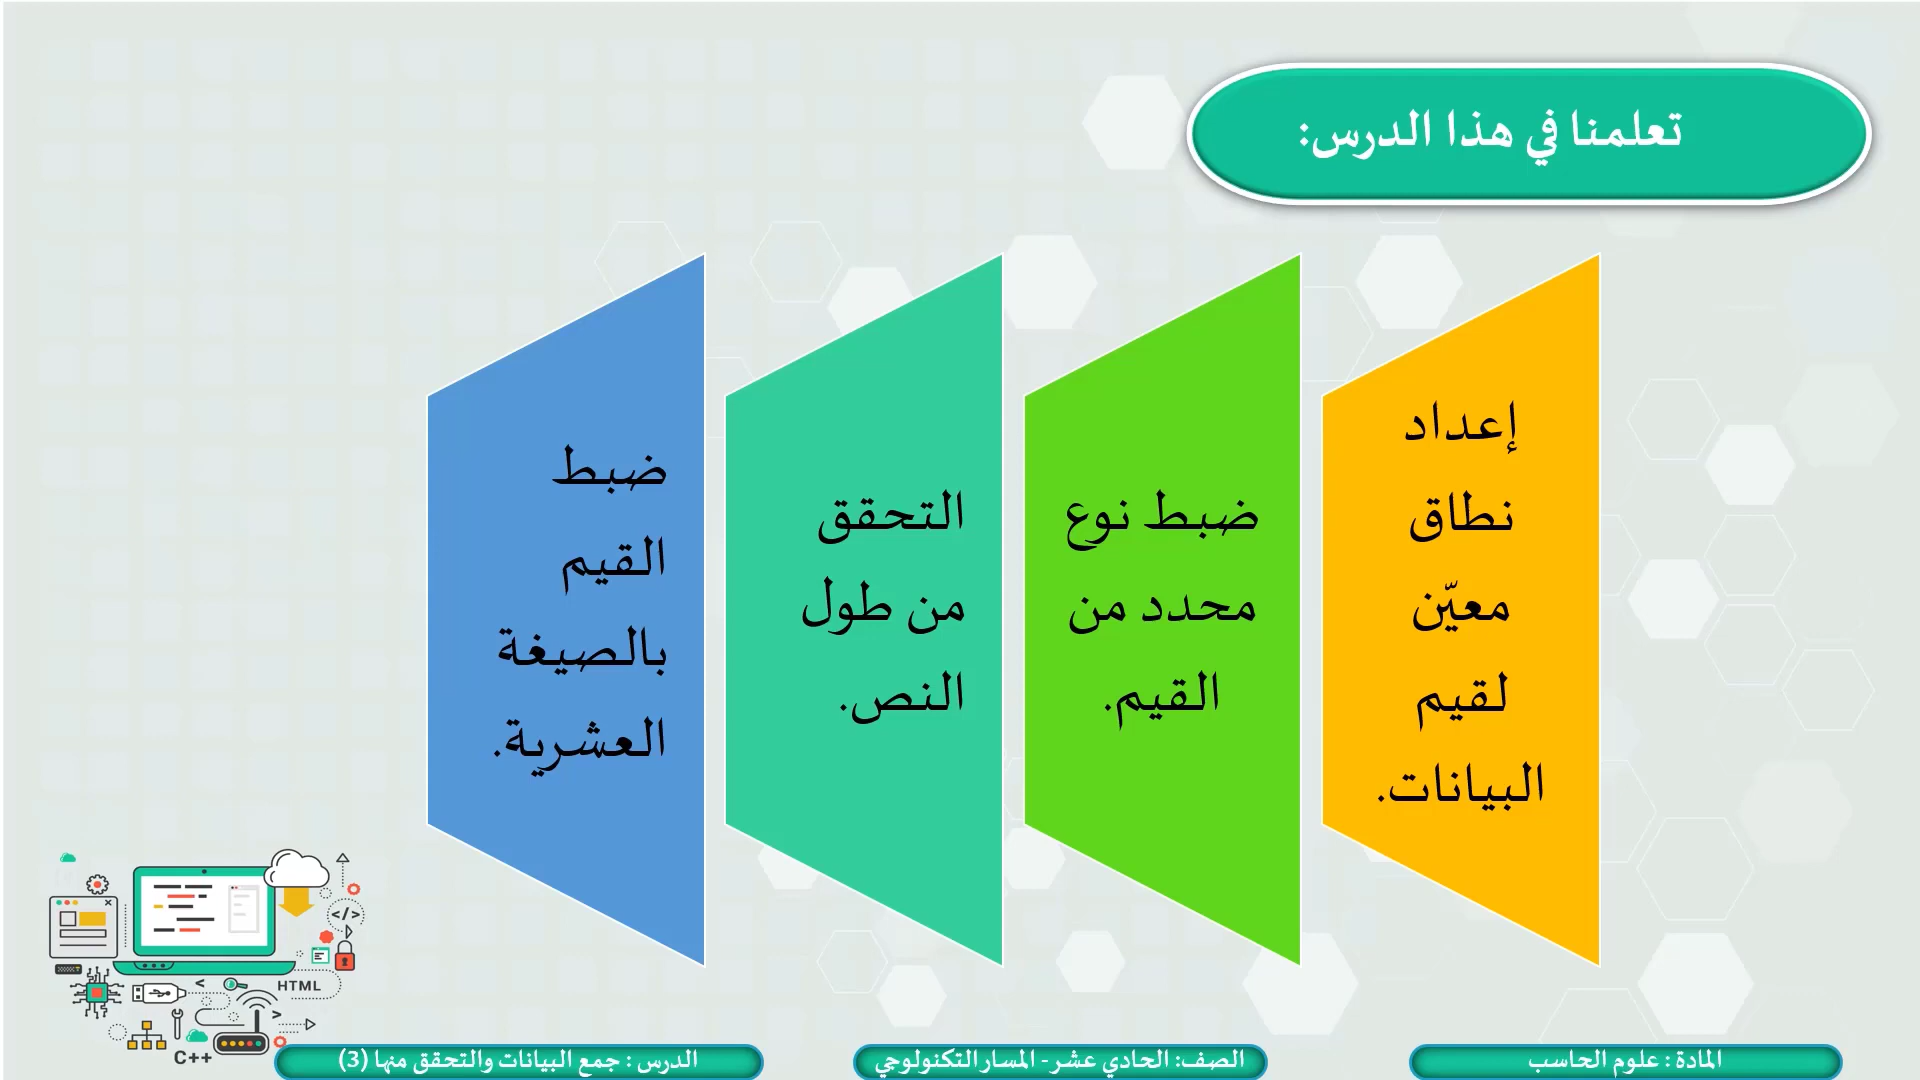 تعلمنا في هذا الدرس:
إعداد
نطاق
معيّن
لقيم
البيانات.
ضبط نوع
محدد من
القيم.
التحقق
من طول
النص.
ضبط
القيم
بالصيغة
العشرية.
</>
HTML
C++
المادة : علوم الحاسب
الصف: الحادي عشر- المسار التكنولوجي
الدرس : جمع البيانات والتحقق منها (3)